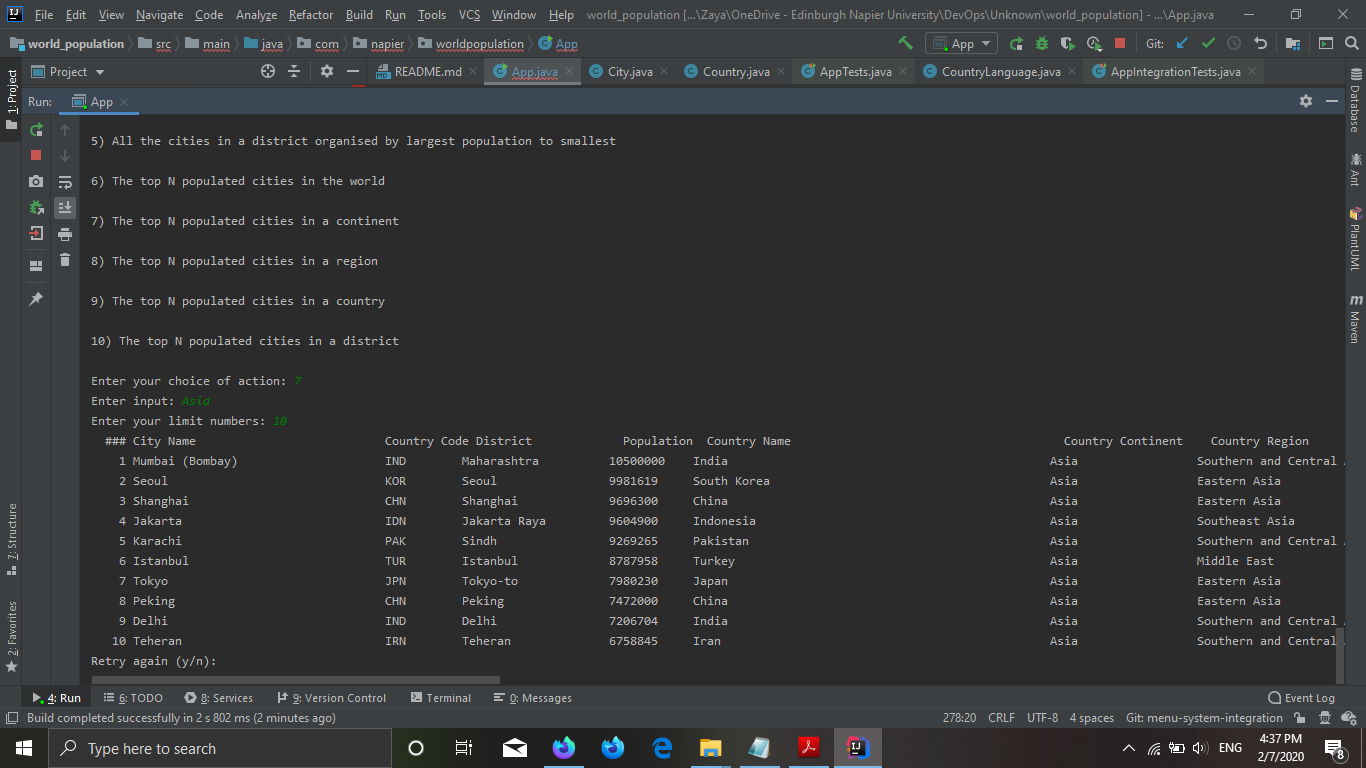 File Edit View Navigate Code Analyze Refactor Build Run Tools VCS Window Help world_population [...\Zaya\OneDrive - Edinburgh Napier University\DevOps\Unknown\world_population] - ...\App.java
world_population src main java com napier worldpopulation App App Git:
Project README.md App.java City.java Country.java AppTests.java CountryLanguage.java AppIntegrationTests.java
1: Project
Run: App
Database
Ant
PlantUML
Maven
5) All the cities in a district organised by largest population to smallest
6) The top N populated cities in the world
7) The top N populated cities in a continent
8) The top N populated cities in a region
9) The top N populated cities in a country
10) The top N populated cities in a district
Enter your choice of action: 7
Enter input: Asia
Enter your limit numbers: 10
### City Name Country Code District Population Country Name Country Continent Country Region
1 Mumbai (Bombay) IND Maharashtra 10500000 India Asia Southern and Central A
2 Seoul KOR Seoul 9981619 South Korea Asia Eastern Asia
3 Shanghai CHN Shanghai 9696300 China Asia Eastern Asia
4 Jakarta IDN Jakarta Raya 9604900 Indonesia Asia Southeast Asia
5 Karachi PAK Sindh 9269265 Pakistan Asia Southern and Central A
6 Istanbul TUR Istanbul 8787958 Turkey Asia Middle East
7 Tokyo JPN Tokyo-to 7980230 Japan Asia Eastern Asia
8 Peking CHN Peking 7472000 China Asia Eastern Asia
9 Delhi IND Delhi 7206704 India Asia Southern and Central A
10 Teheran IRN Teheran 6758845 Iran Asia Southern and Central
Retry again (y/n):
7: Structure
2: Favorites
4: Run 6: TODO 8: Services 9: Version Control Terminal 0: Messages Event Log
Build completed successfully in 2 s 802 ms (2 minutes ago) 278:20 CRLF UTF-8 4 spaces Git: menu-system-integration
Type here to search ENG 4:37 PM
2/7/2020 8